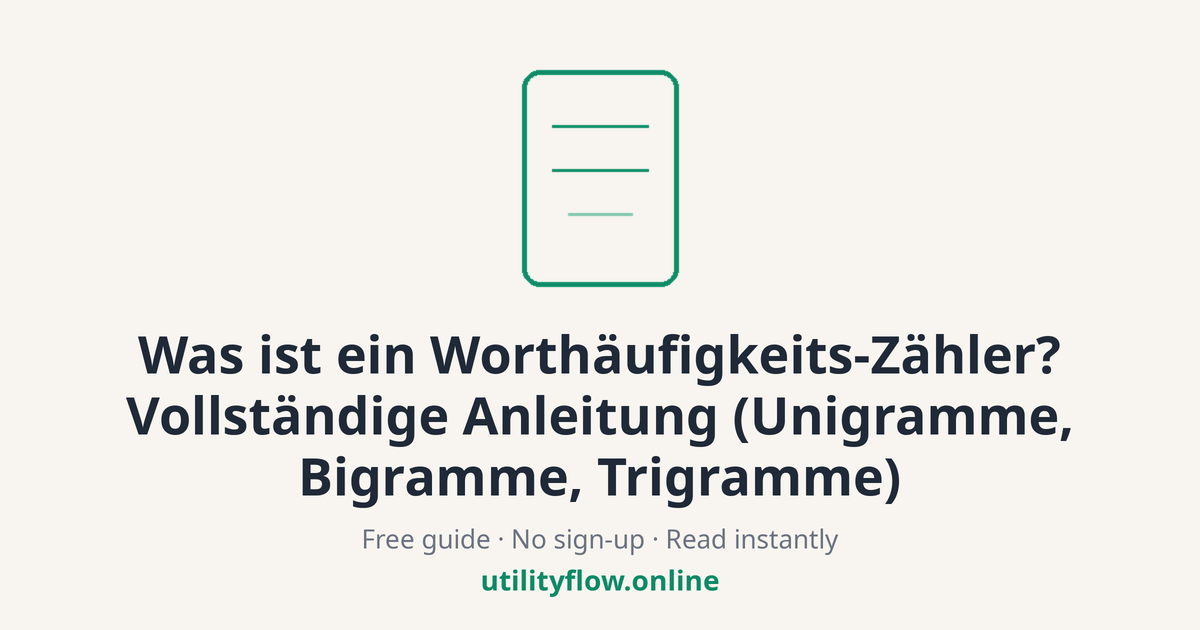 Was ist ein Worthäufigkeits-Zähler?
Vollständige Anleitung (Unigramme,
Bigramme, Trigramme)
Free guide · No sign-up · Read instantly
utilityflow.online